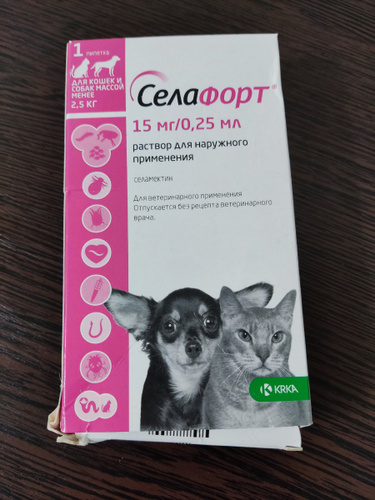 1 пипетка
ДЛЯ КОШЕК И
СОБАК МАССОЙ
МЕНЕЕ
2,5 КГ
Селафорт®
15 мг/0,25 мл
раствор для наружного
применения
селамектин
Для ветеринарного применения
Отпускается без рецепта ветеринарного
врача.
KRKA